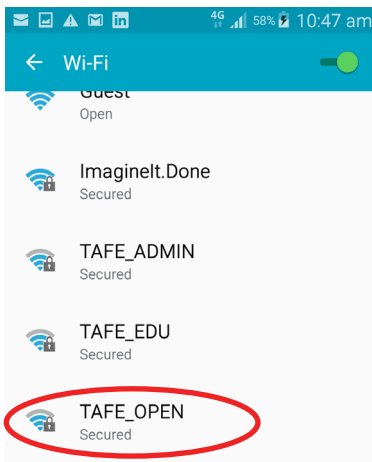 4G 58% 10:47 am
Wi-Fi
Guest
Open
ImagineIt.Done
Secured
TAFE_ADMIN
Secured
TAFE_EDU
Secured
TAFE_OPEN
Secured